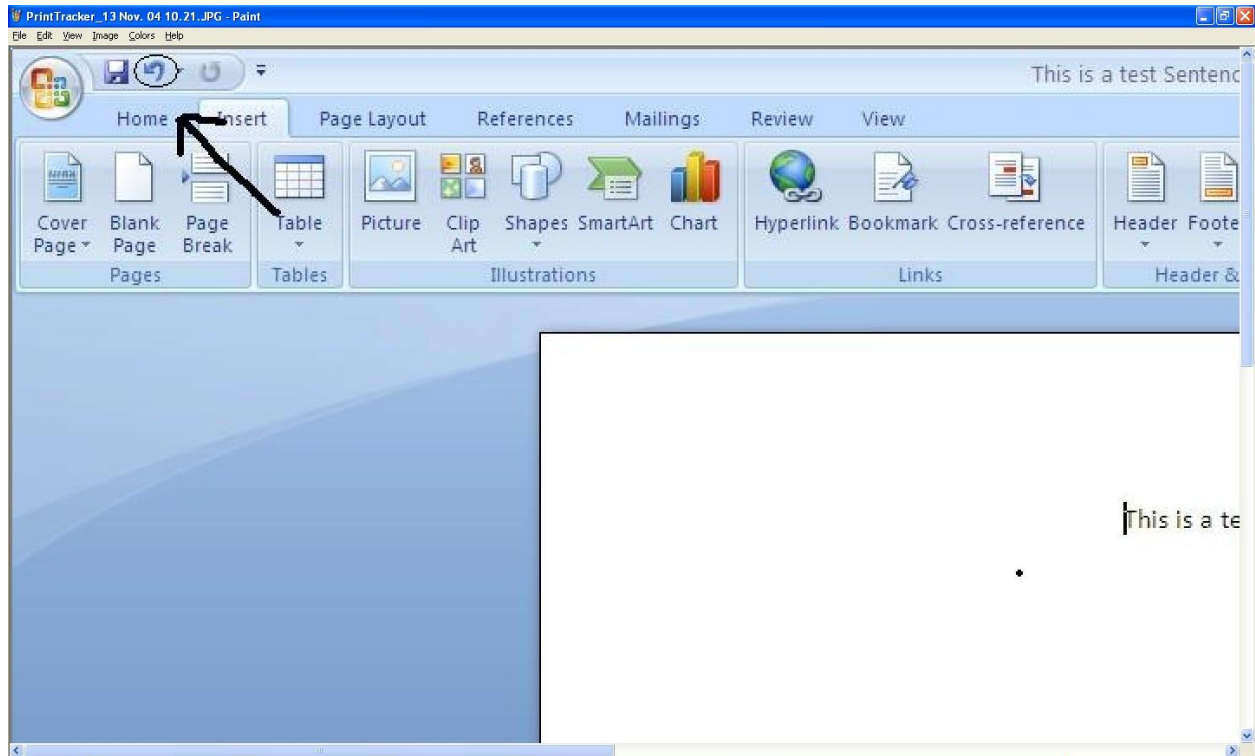 PrintTracker_13 Nov. 04 10.21.JPG - Paint
File Edit View Image Colors Help
This is a test Sentenc
Home Insert Page Layout References Mailings Review View
Cover Blank Page Table Picture Clip Shapes SmartArt Chart Hyperlink Bookmark Cross-reference Header Foote
Page Page Break Art
Pages Tables Illustrations Links Header &
This is a te